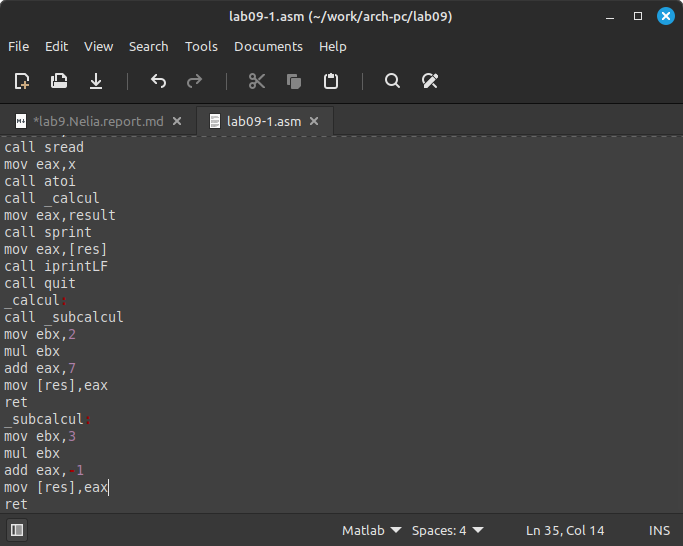 lab09-1.asm (~/work/arch-pc/lab09)
File Edit View Search Tools Documents Help
*lab9.Nelia.report.md lab09-1.asm
call sread
mov eax,x
call atoi
call _calcul
mov eax,result
call sprint
mov eax,[res]
call iprintLF
call quit
_calcul:
call _subcalcul
mov ebx,2
mul ebx
add eax,7
mov [res],eax
ret
_subcalcul:
mov ebx,3
mul ebx
add eax,-1
mov [res],eax
ret
Matlab Spaces: 4 Ln 35, Col 14 INS